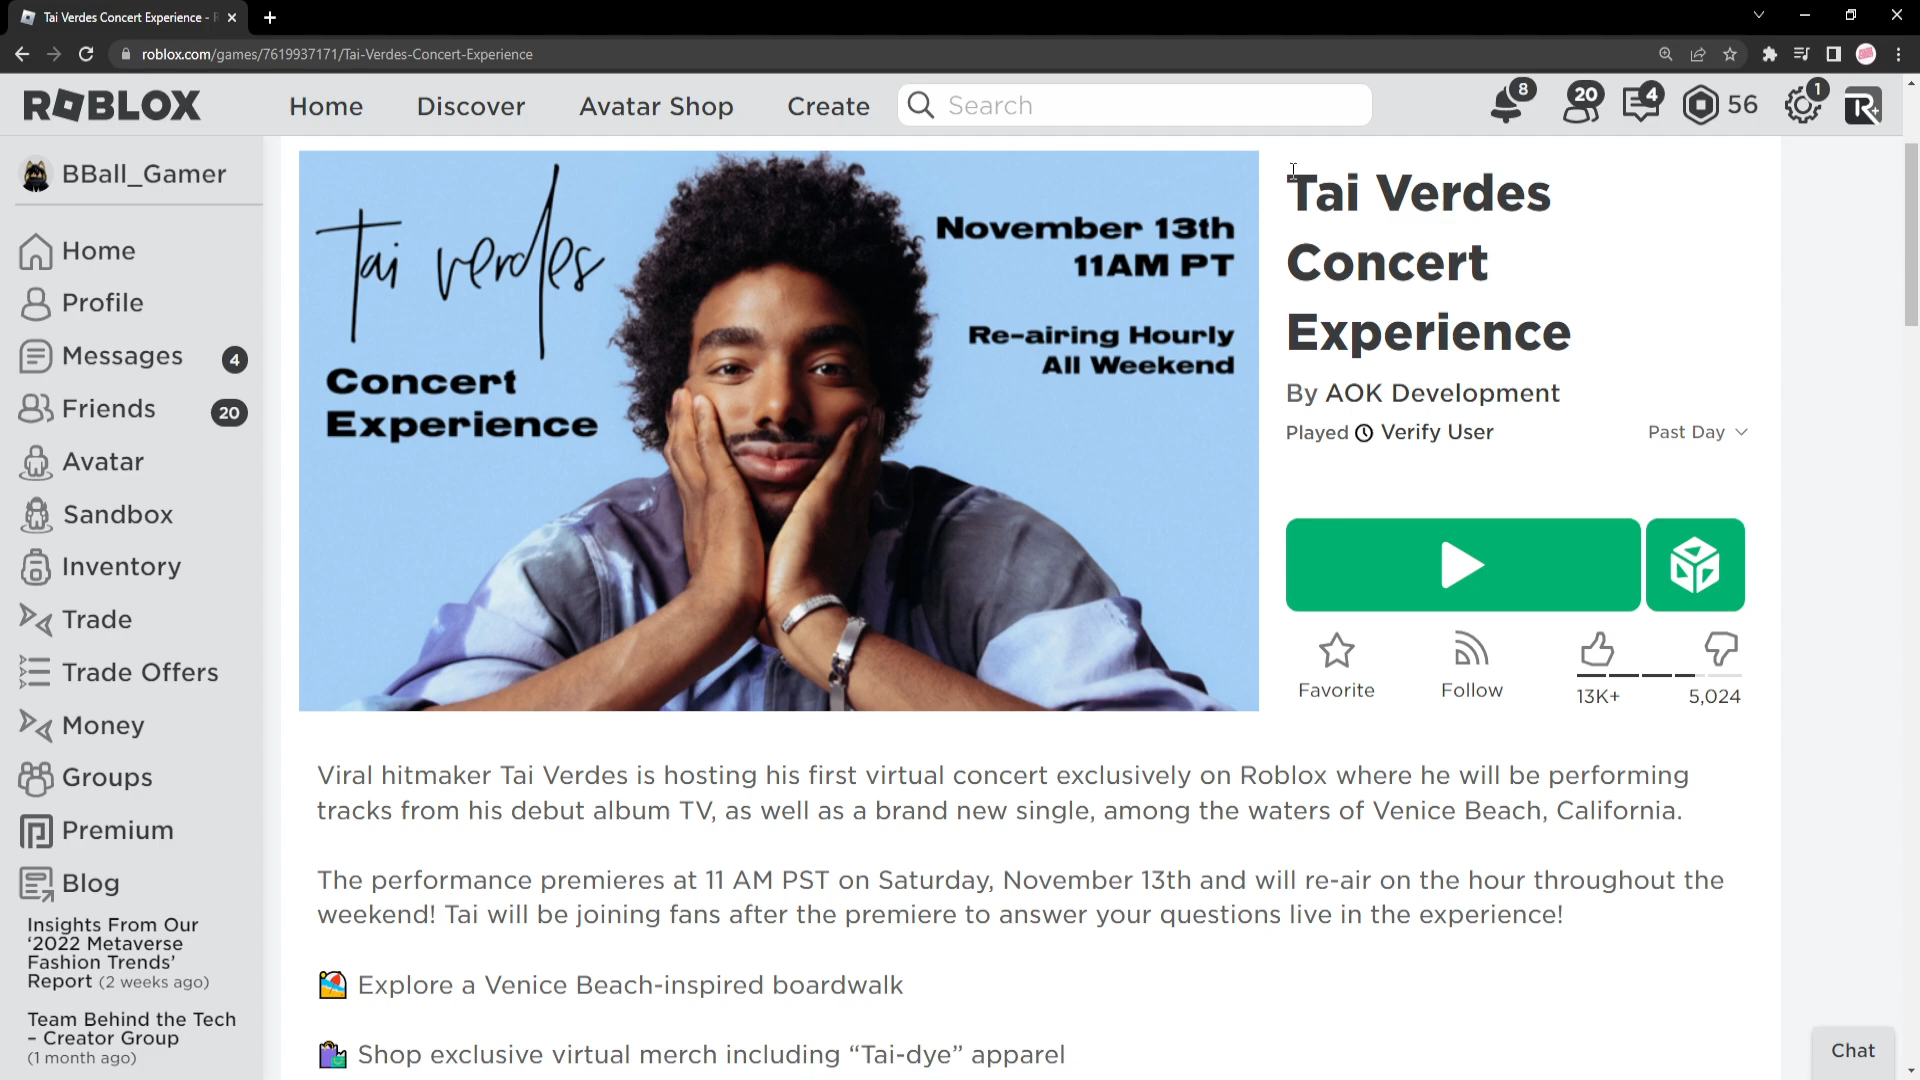 Tai Verdes Concert Experience - R
roblox.com/games/7619937171/Tai-Verdes-Concert-Experience
ROBLOX
Home
Discover
Avatar Shop
Create
Search
8
20
4
56
1
BBall_Gamer
Home
Profile
Messages 4
Friends 20
Avatar
Sandbox
Inventory
Trade
Trade Offers
Money
Groups
Premium
Blog
Insights From Our
‘2022 Metaverse
Fashion Trends’
Report (2 weeks ago)
Team Behind the Tech
– Creator Group
(1 month ago)
Tai verdes
Concert
Experience
November 13th
11AM PT
Re-airing Hourly
All Weekend
Tai Verdes
Concert
Experience
By AOK Development
Played Verify User
Past Day
Favorite
Follow
13K+
5,024
Viral hitmaker Tai Verdes is hosting his first virtual concert exclusively on Roblox where he will be performing
tracks from his debut album TV, as well as a brand new single, among the waters of Venice Beach, California.
The performance premieres at 11 AM PST on Saturday, November 13th and will re-air on the hour throughout the
weekend! Tai will be joining fans after the premiere to answer your questions live in the experience!
🏖️ Explore a Venice Beach-inspired boardwalk
🛍️ Shop exclusive virtual merch including “Tai-dye” apparel
Chat